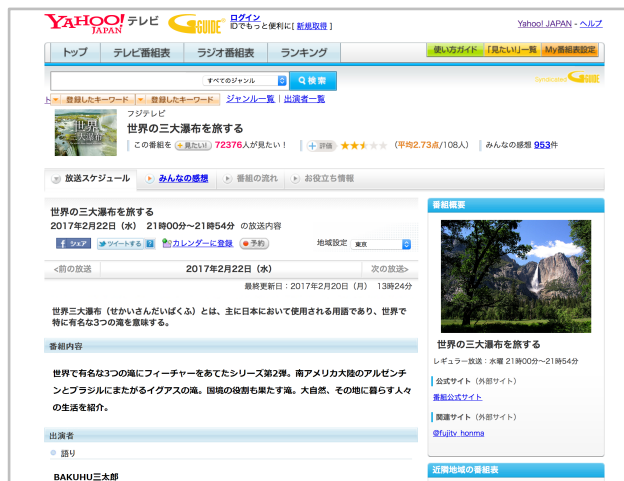 YAHOO! テレビ
JAPAN
G GUIDE
ログイン
IDでもっと便利に[ 新規取得 ]
Yahoo! JAPAN - ヘルプ
トップ テレビ番組表 ラジオ番組表 ランキング
使い方ガイド 「見たい!」一覧 My番組表設定
すべてのジャンル 検索
登録したキーワード 登録したキーワード ジャンル一覧 | 出演者一覧
フジテレビ
世界の三大瀑布を旅する
この番組を 見たい! 72376人が見たい! 評価 (平均2.73点/108人) みんなの感想 953件
世界
三大瀑布
放送スケジュール みんなの感想 番組の流れ お役立ち情報
世界の三大瀑布を旅する
2017年2月22日(水) 21時00分~21時54分 の放送内容
シェア ツイートする カレンダーに登録 予約 地域設定 東京
<前の放送 2017年2月22日(水) 次の放送>
最終更新日:2017年2月20日(月) 13時24分
世界三大瀑布(せかいさんだいばくふ)とは、主に日本において使用される用語であり、世界で
特に有名な3つの滝を意味する。
番組内容
世界で有名な3つの滝にフィーチャーをあてたシリーズ第2弾。南アメリカ大陸のアルゼンチ
ンとブラジルにまたがるイグアスの滝。国境の役割も果たす滝。大自然、その地に暮らす人々
の生活を紹介。
出演者
語り
BAKUHU三太郎
番組概要
世界の三大瀑布を旅する
レギュラー放送:水曜 21時00分~21時54分
公式サイト(外部サイト)
番組公式サイト
関連サイト(外部サイト)
@fujitv_honma
近隣地域の番組表